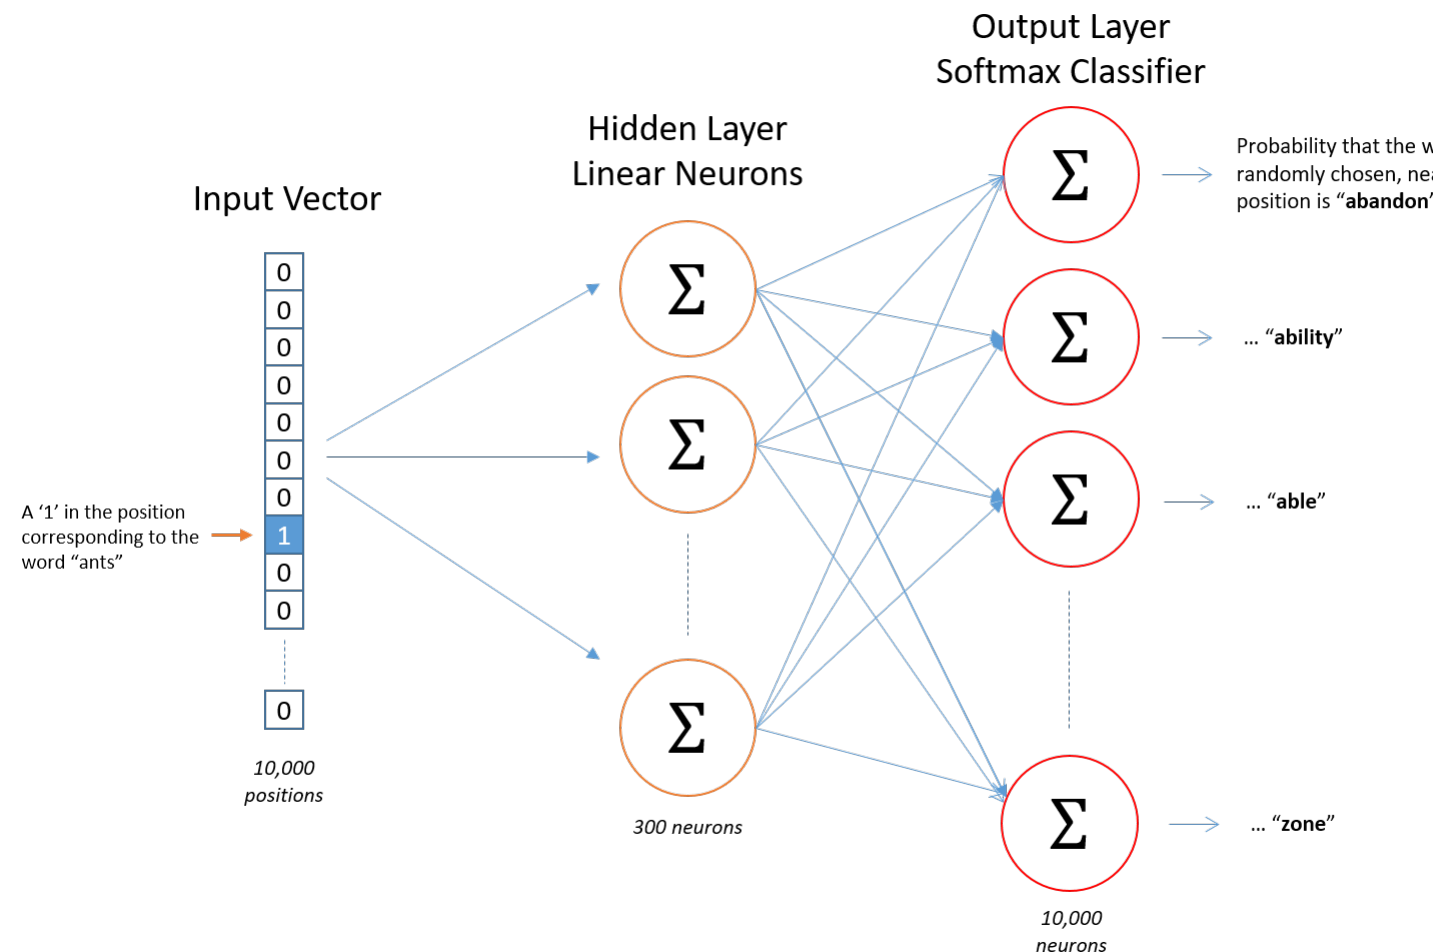 Output Layer
Softmax Classifier
Hidden Layer
Linear Neurons
Input Vector
0
0
0
0
0
0
0
1
0
0
0
A ‘1’ in the position
corresponding to the
word “ants”
10,000
positions
Σ
Σ
Σ
300 neurons
Σ
Σ
Σ
Σ
10,000
neurons
Probability that the
randomly chosen,
position is “abandon”
... “ability”
... “able”
... “zone”